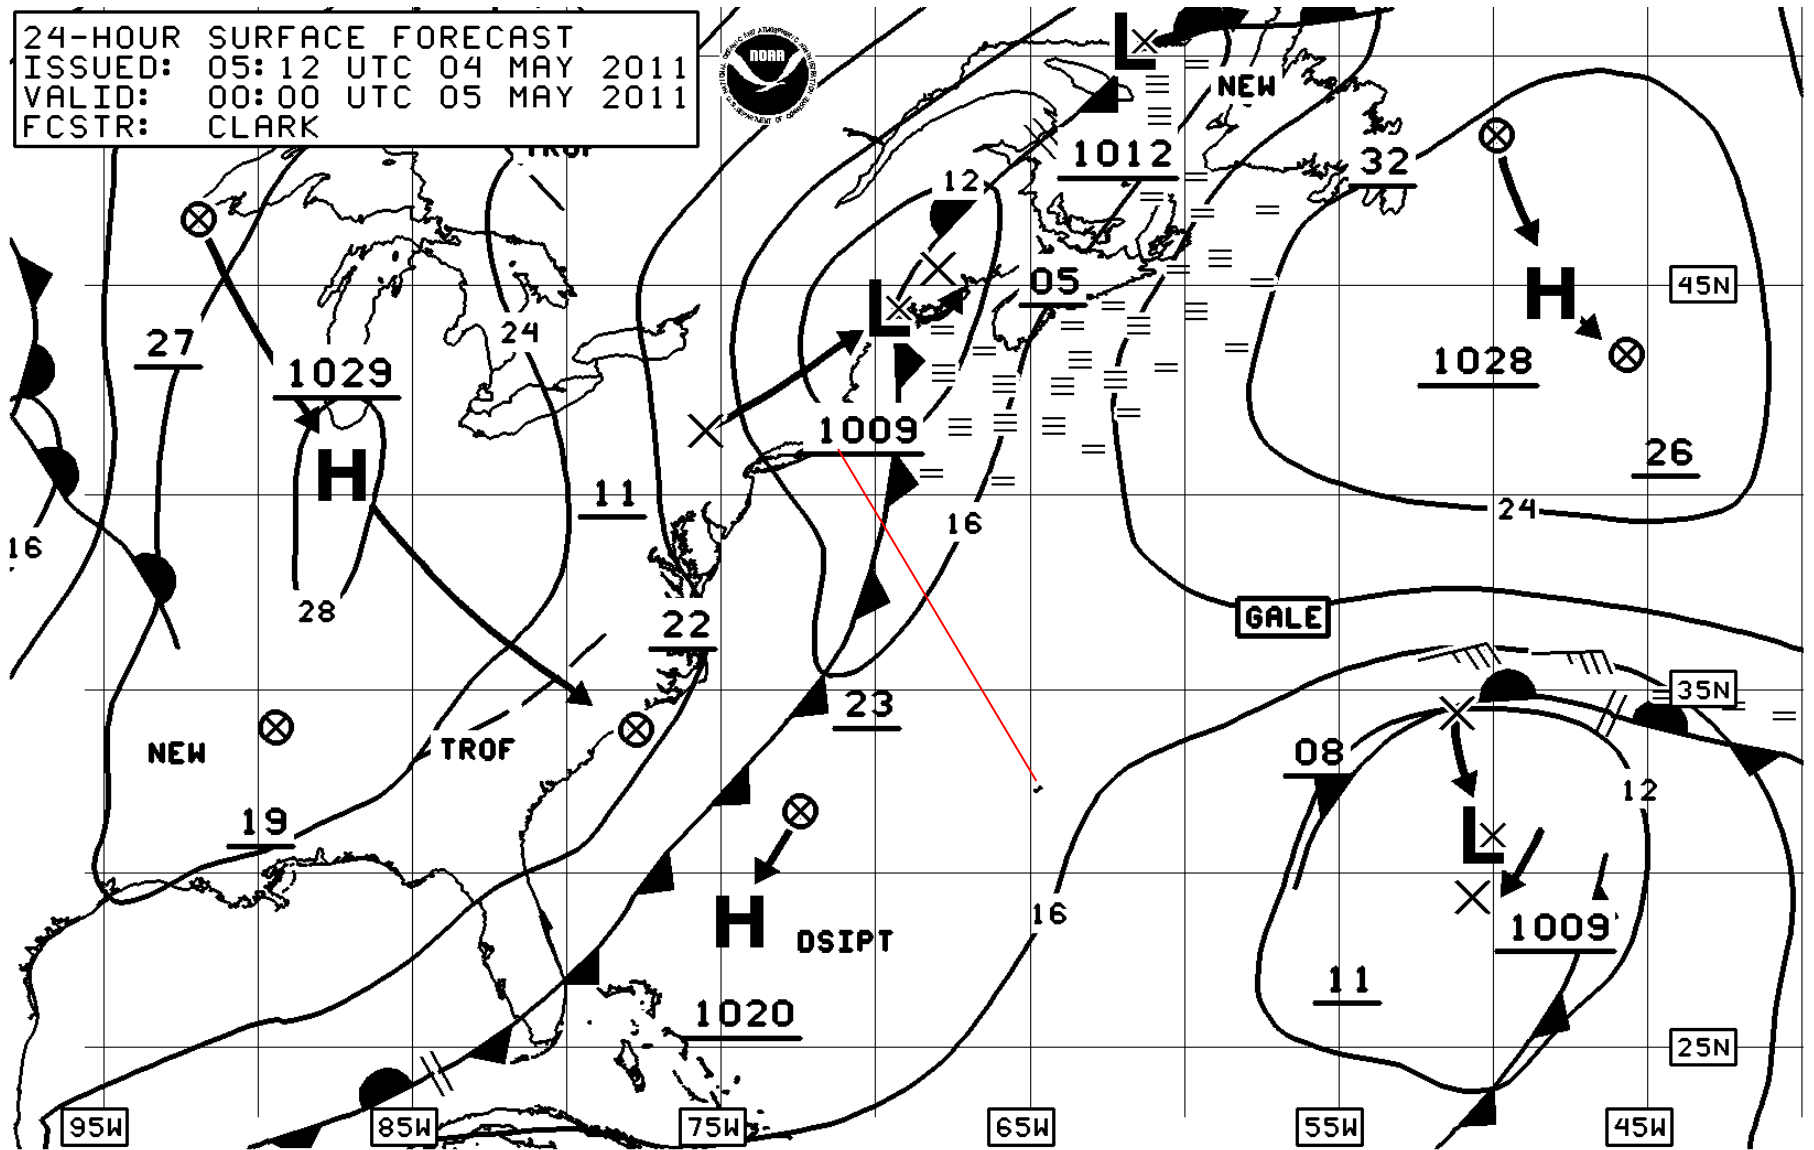 24-HOUR SURFACE FORECAST
ISSUED: 05:12 UTC 04 MAY 2011
VALID: 00:00 UTC 05 MAY 2011
FCSTR: CLARK
NOAA
L
NEW
TROF
1012
32
12
45N
H
L
05
24
27
1029
1028
1009
26
H
11
24
16
16
28
22
GALE
35N
23
NEW
TROF
08
12
19
L
16
H
DSIPT
1009
11
1020
25N
95W
85W
75W
65W
55W
45W